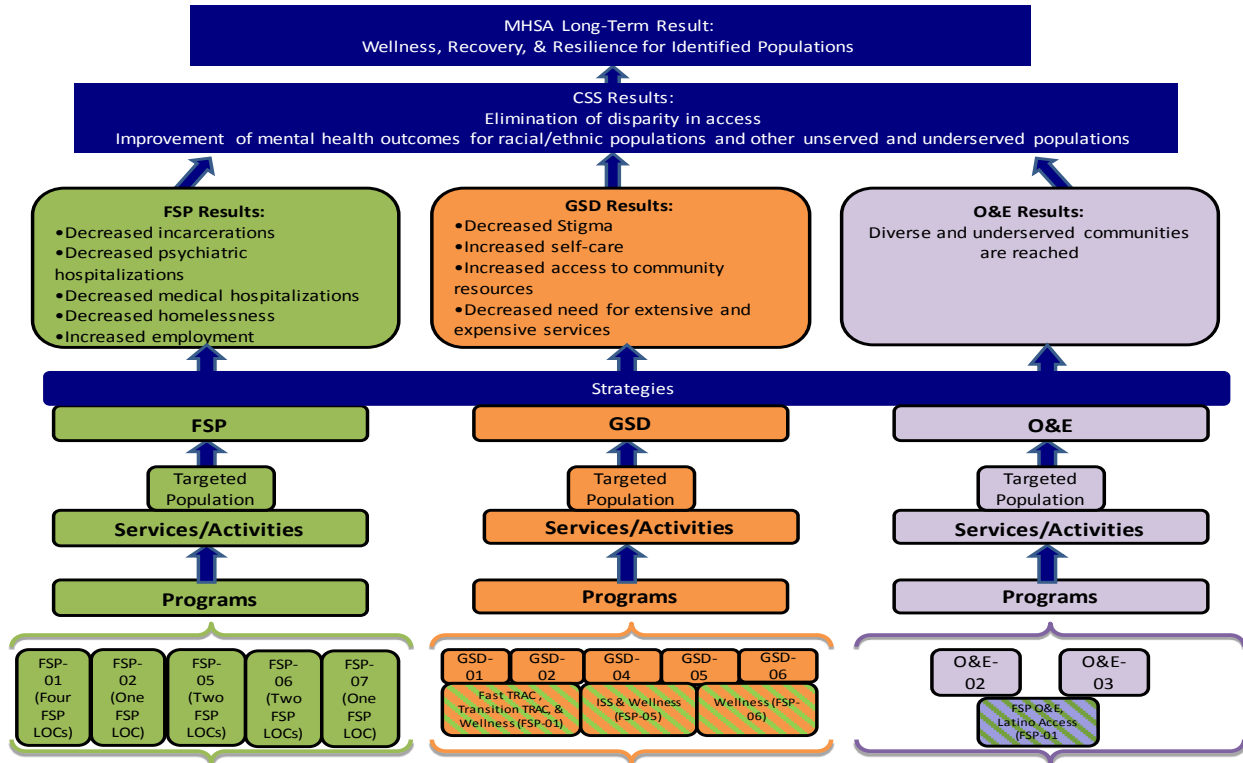 MHSA Long-Term Result:
Wellness, Recovery, & Resilience for Identified Populations
CSS Results:
Elimination of disparity in access
Improvement of mental health outcomes for racial/ethnic populations and other unserved and underserved populations
FSP Results:
•Decreased incarcerations
•Decreased psychiatric
hospitalizations
•Decreased medical hospitalizations
•Decreased homelessness
•Increased employment
GSD Results:
•Decreased Stigma
•Increased self-care
•Increased access to community
resources
•Decreased need for extensive and
expensive services
O&E Results:
Diverse and underserved communities
are reached
Strategies
FSP
GSD
O&E
Targeted
Population
Targeted
Population
Targeted
Population
Services/Activities
Services/Activities
Services/Activities
Programs
Programs
Programs
FSP-
01
(Four
FSP
LOCs)
FSP-
02
(One
FSP
LOC)
FSP-
05
(Two
FSP
LOCs)
FSP-
06
(Two
FSP
LOCs)
FSP-
07
(One
FSP
LOC)
GSD-
01
GSD-
02
GSD-
04
GSD-
05
GSD-
06
Fast TRAC ,
Transition TRAC, &
Wellness (FSP-01)
ISS & Wellness
(FSP-05)
Wellness (FSP-
06)
O&E-
02
O&E-
03
FSP O&E,
Latino Access
(FSP-01